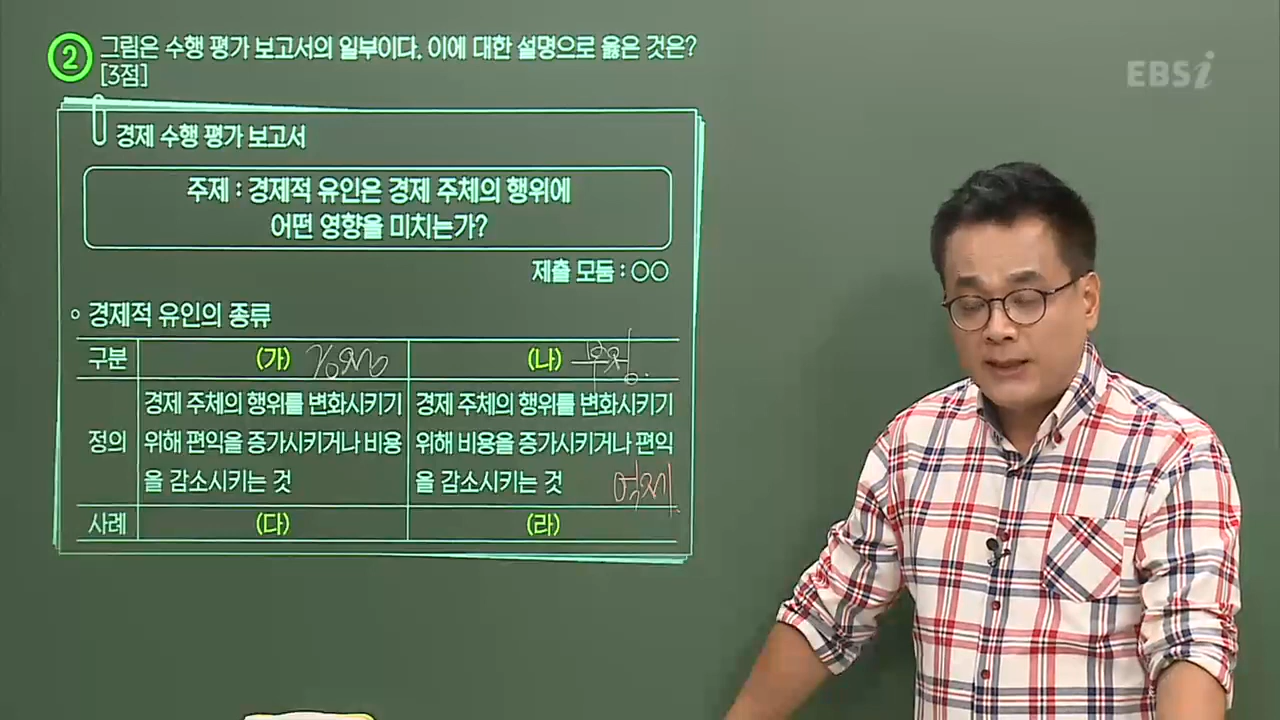 ② 그림은 수행 평가 보고서의 일부이다. 이에 대한 설명으로 옳은 것은?
[3점]
EBSi
경제 수행 평가 보고서
주제 : 경제적 유인은 경제 주체의 행위에
어떤 영향을 미치는가?
제출 모둠 : ○○
○ 경제적 유인의 종류
구분 (가) 긍정 (나) 부정
정의
경제 주체의 행위를 변화시키기
위해 편익을 증가시키거나 비용
을 감소시키는 것
경제 주체의 행위를 변화시키기
위해 비용을 증가시키거나 편익
을 감소시키는 것 억제
사례 (다) (라)